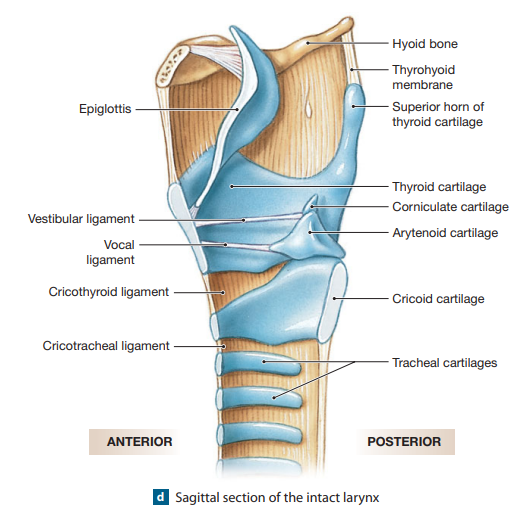 Hyoid bone
Thyrohyoid
membrane
Epiglottis
Superior horn of
thyroid cartilage
Thyroid cartilage
Corniculate cartilage
Vestibular ligament
Arytenoid cartilage
Vocal
ligament
Cricothyroid ligament
Cricoid cartilage
Cricotracheal ligament
Tracheal cartilages
ANTERIOR
POSTERIOR
d Sagittal section of the intact larynx